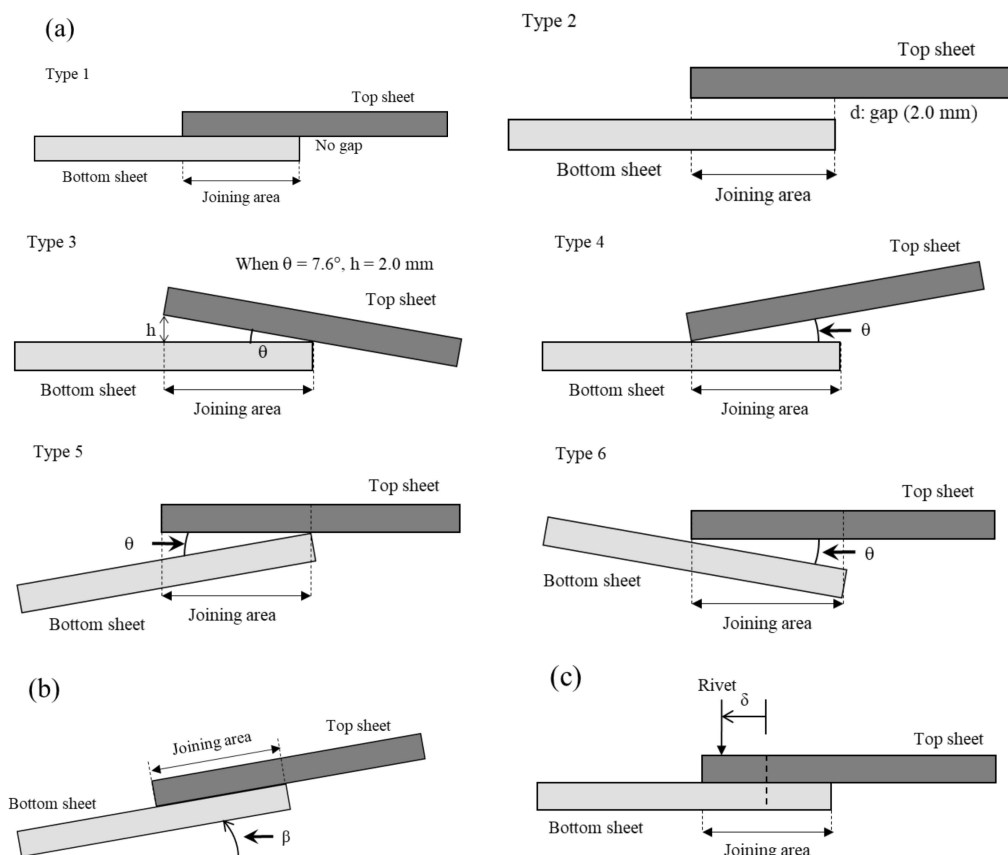 (a)
Type 1
Top sheet
No gap
Bottom sheet
Joining area
Type 2
Top sheet
d: gap (2.0 mm)
Bottom sheet
Joining area
Type 3
When θ = 7.6°, h = 2.0 mm
Top sheet
h
θ
Bottom sheet
Joining area
Type 4
Top sheet
θ
Bottom sheet
Joining area
Type 5
Top sheet
θ
Bottom sheet
Joining area
Type 6
Top sheet
θ
Bottom sheet
Joining area
(b)
Joining area
Top sheet
Bottom sheet
β
(c)
Rivet
δ
Top sheet
Bottom sheet
Joining area